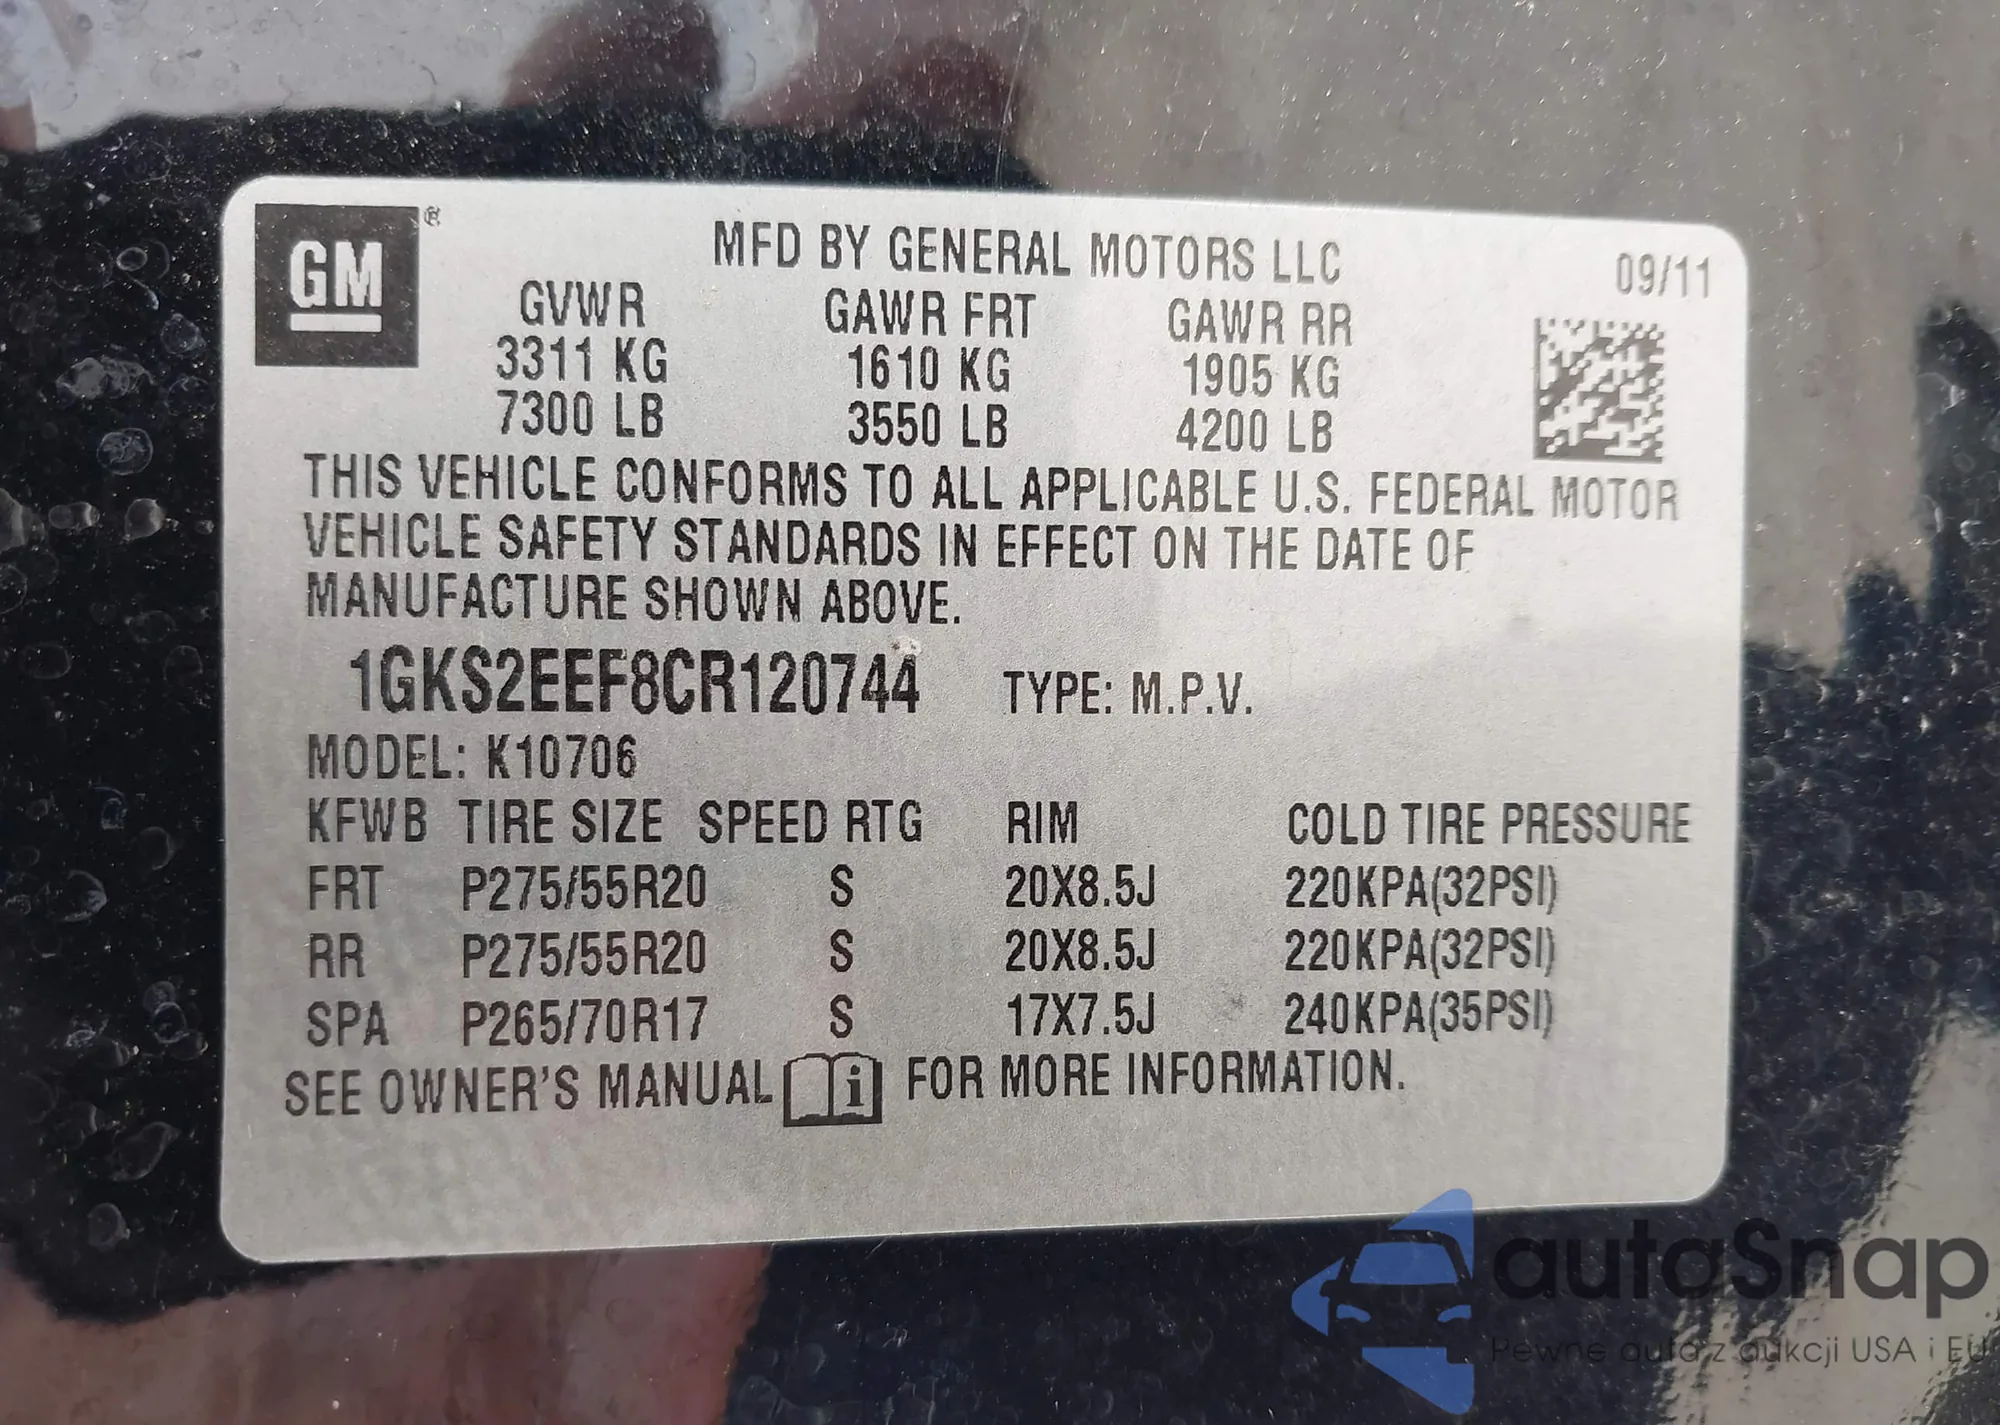 GM ®
MFD BY GENERAL MOTORS LLC
09/11
GVWR GAWR FRT GAWR RR
3311 KG 1610 KG 1905 KG
7300 LB 3550 LB 4200 LB
THIS VEHICLE CONFORMS TO ALL APPLICABLE U.S. FEDERAL MOTOR
VEHICLE SAFETY STANDARDS IN EFFECT ON THE DATE OF
MANUFACTURE SHOWN ABOVE.
1GKS2EEF8CR120744 TYPE: M.P.V.
MODEL: K10706
KFWB TIRE SIZE SPEED RTG RIM COLD TIRE PRESSURE
FRT P275/55R20 S 20X8.5J 220KPA(32PSI)
RR P275/55R20 S 20X8.5J 220KPA(32PSI)
SPA P265/70R17 S 17X7.5J 240KPA(35PSI)
SEE OWNER'S MANUAL i FOR MORE INFORMATION.
autaSnap
Pewne auta z aukcji USA i EU